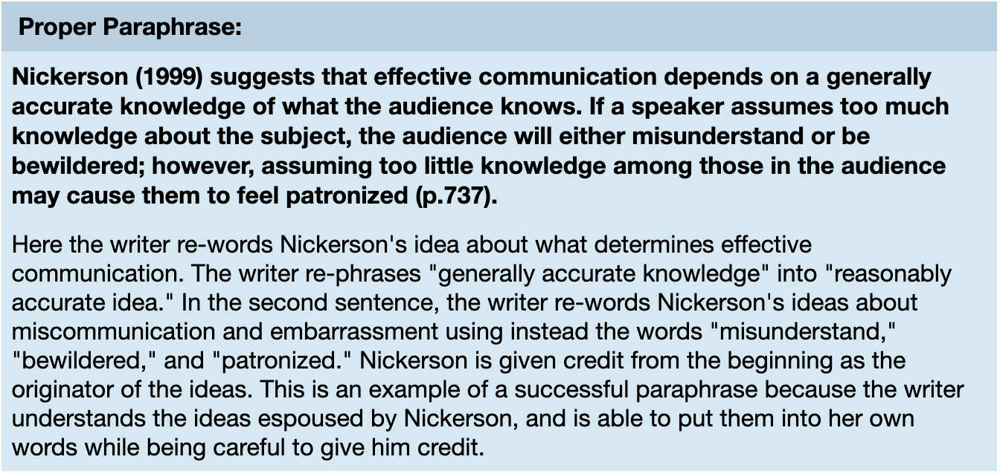 Proper Paraphrase:
Nickerson (1999) suggests that effective communication depends on a generally
accurate knowledge of what the audience knows. If a speaker assumes too much
knowledge about the subject, the audience will either misunderstand or be
bewildered; however, assuming too little knowledge among those in the audience
may cause them to feel patronized (p.737).
Here the writer re-words Nickerson's idea about what determines effective
communication. The writer re-phrases "generally accurate knowledge" into "reasonably
accurate idea." In the second sentence, the writer re-words Nickerson's ideas about
miscommunication and embarrassment using instead the words "misunderstand,"
"bewildered," and "patronized." Nickerson is given credit from the beginning as the
originator of the ideas. This is an example of a successful paraphrase because the writer
understands the ideas espoused by Nickerson, and is able to put them into her own
words while being careful to give him credit.